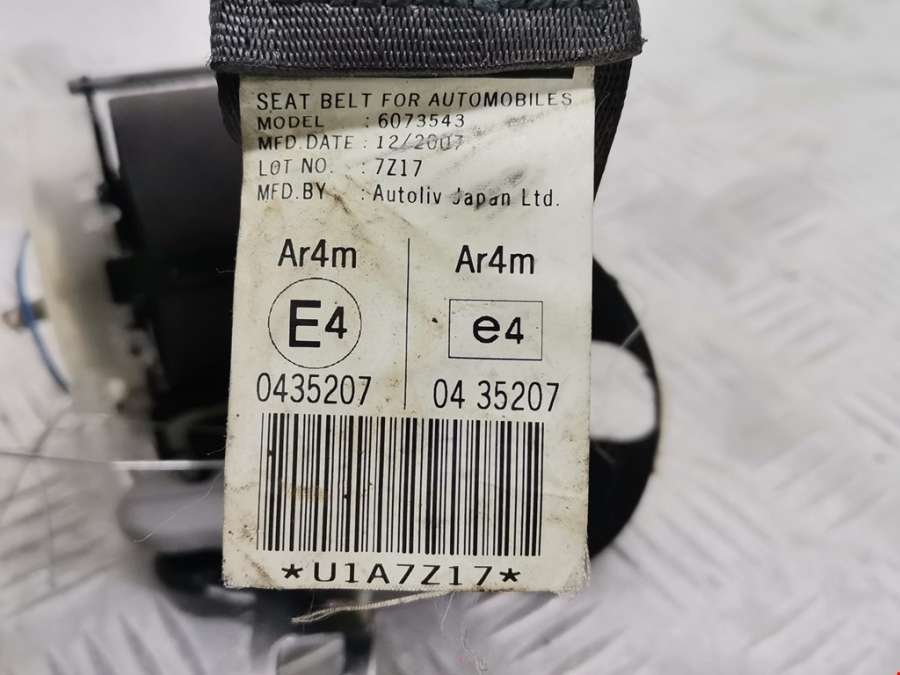 SEAT BELT FOR AUTOMOBILES
MODEL : 6073543
MFD.DATE : 12/2007
LOT NO. : 7Z17
MFD.BY : Autoliv Japan Ltd.
Ar4m Ar4m
E4 e4
0435207 04 35207
*U1A7Z17*